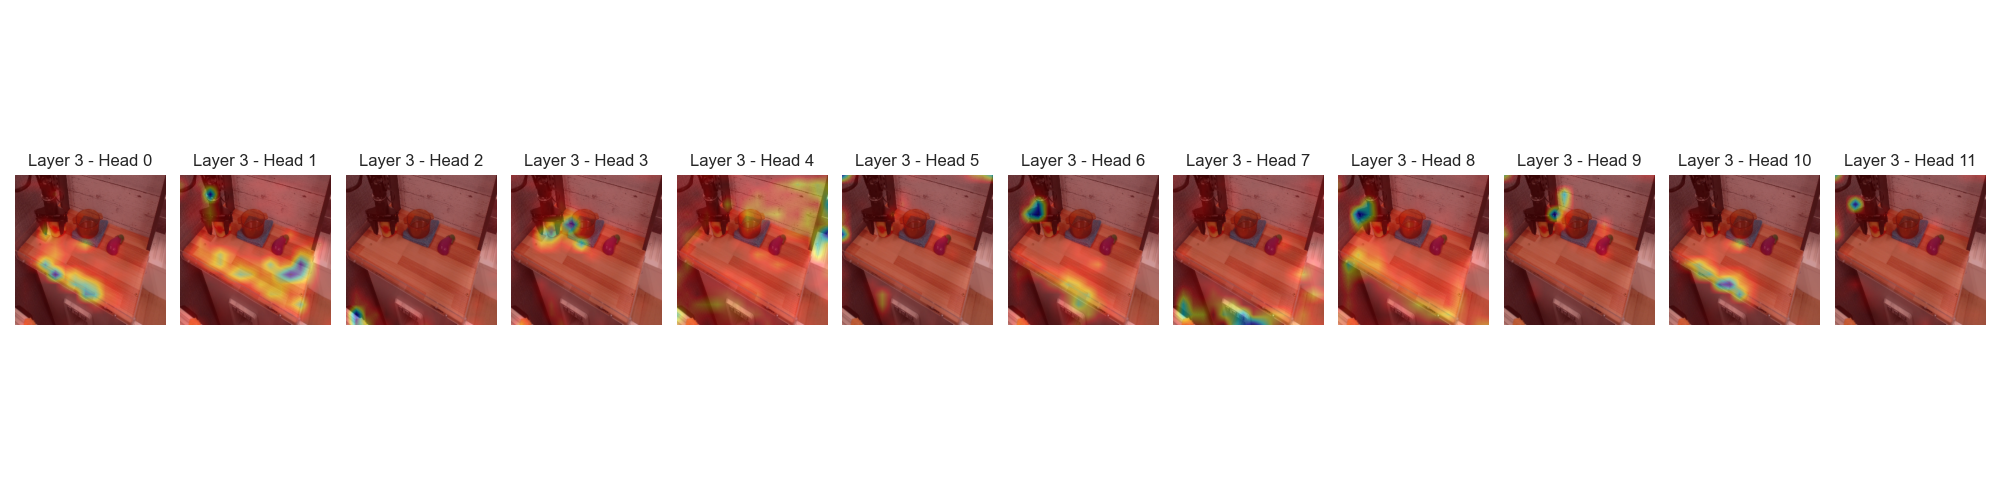 Layer 3 - Head 0
Layer 3 - Head 1
Layer 3 - Head 2
Layer 3 - Head 3
Layer 3 - Head 4
Layer 3 - Head 5
Layer 3 - Head 6
Layer 3 - Head 7
Layer 3 - Head 8
Layer 3 - Head 9
Layer 3 - Head 10
Layer 3 - Head 11